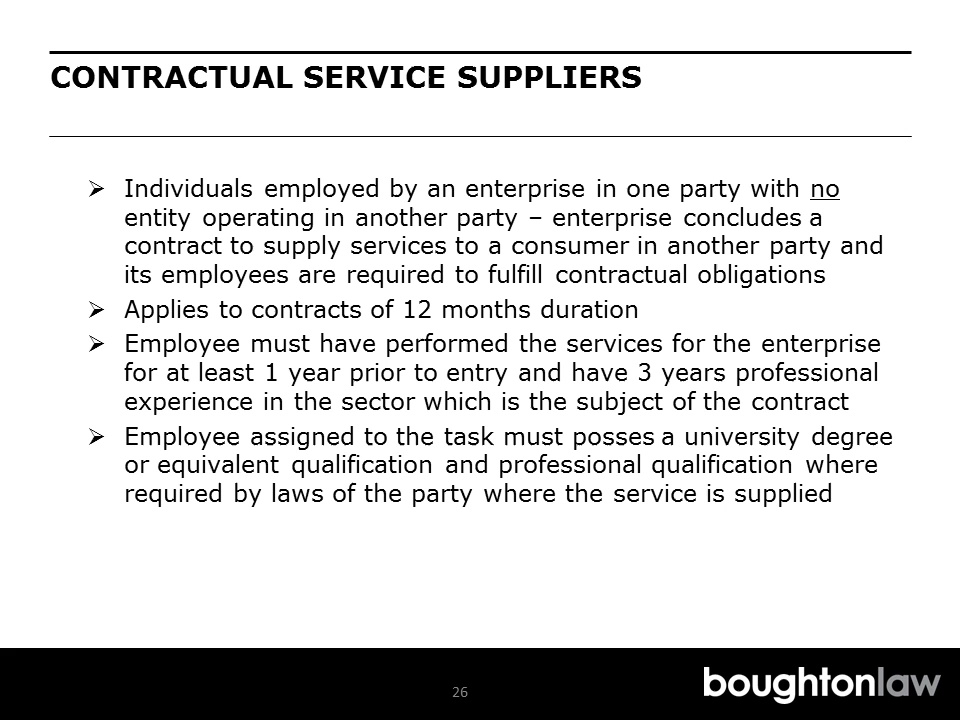 CONTRACTUAL SERVICE SUPPLIERS
➢ Individuals employed by an enterprise in one party with no
entity operating in another party – enterprise concludes a
contract to supply services to a consumer in another party and
its employees are required to fulfill contractual obligations
➢ Applies to contracts of 12 months duration
➢ Employee must have performed the services for the enterprise
for at least 1 year prior to entry and have 3 years professional
experience in the sector which is the subject of the contract
➢ Employee assigned to the task must posses a university degree
or equivalent qualification and professional qualification where
required by laws of the party where the service is supplied
26
boughtonlaw